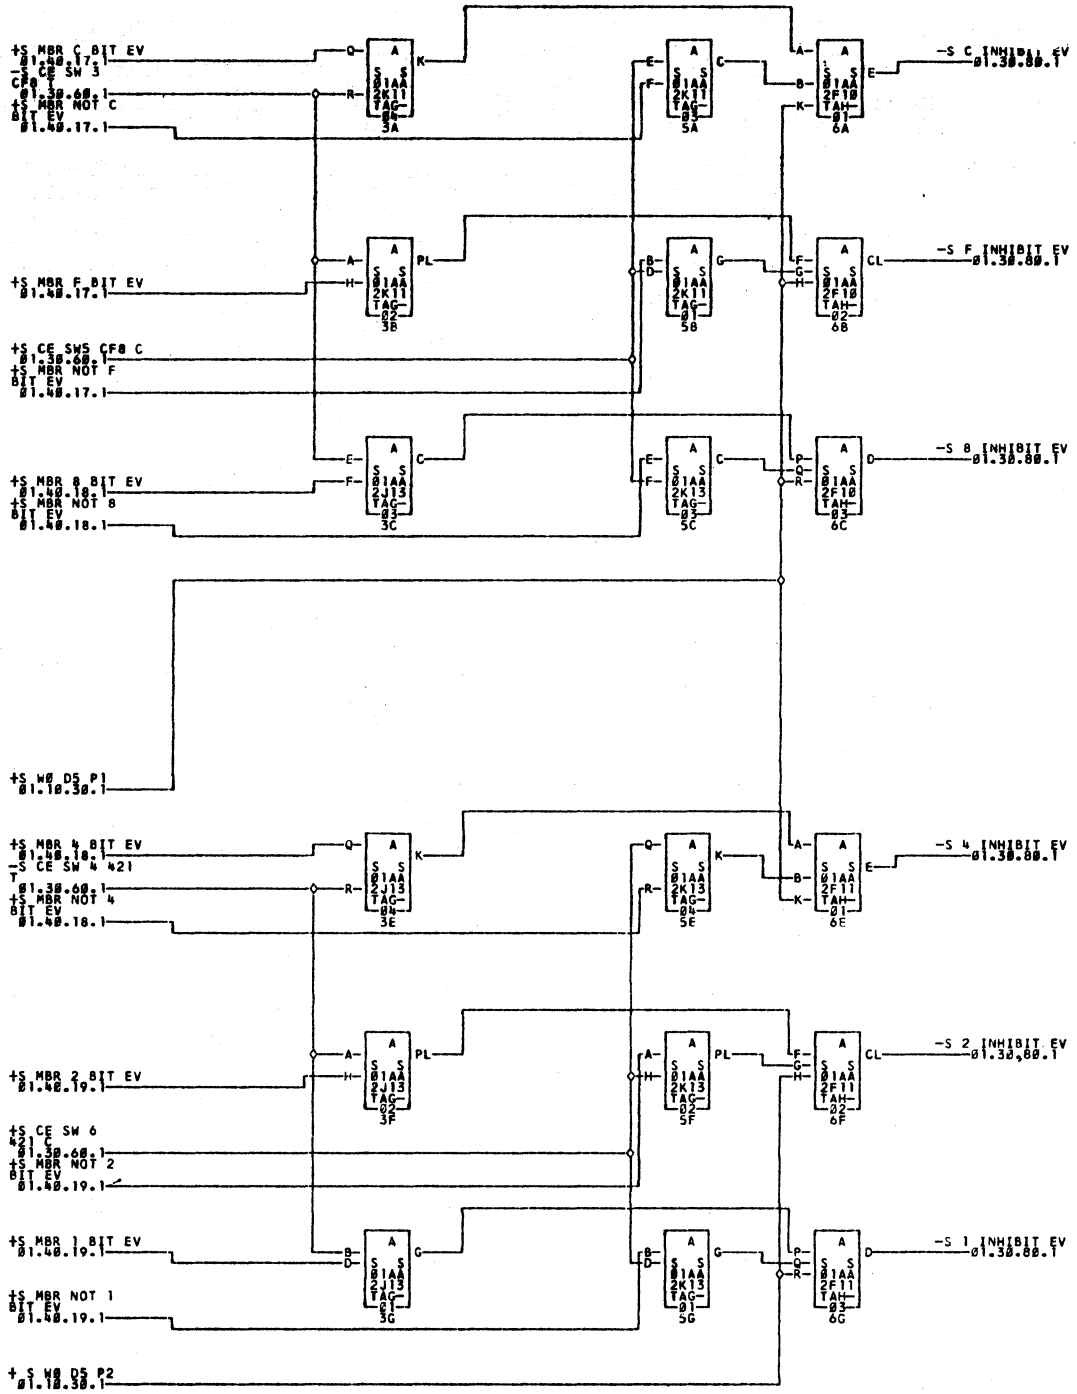 +S MBR C BIT EV
01.40.17.1
-S CE SW 3
CF8 T
01.30.60.1
+S MBR NOT C
BIT EV
01.40.17.1
Q R A K
S S
01AA
2K11
TAG-
04
3A
E F A C
S S
01AA
2K11
TAG-
03
5A
A B K A E
S S
01AA
2F10
TAH-
01
6A
-S C INHIBIT EV
01.30.80.1
+S MBR F BIT EV
01.40.17.1
+S CE SW5 CF8 C
01.30.60.1
+S MBR NOT F
BIT EV
01.40.17.1
A H A PL
S S
01AA
2K11
TAG-
02
3B
B D A G
S S
01AA
2K11
TAG-
01
5B
F G H A CL
S S
01AA
2F10
TAH-
02
6B
-S F INHIBIT EV
01.30.80.1
+S MBR 8 BIT EV
01.40.18.1
+S MBR NOT 8
BIT EV
01.40.18.1
E F A C
S S
01AA
2J13
TAG-
03
3C
E F A C
S S
01AA
2K13
TAG-
03
5C
P Q R A D
S S
01AA
2F10
TAH-
03
6C
-S 8 INHIBIT EV
01.30.80.1
+S W0 D5 P1
01.10.30.1
+S MBR 4 BIT EV
01.40.18.1
-S CE SW 4 421
T
01.30.60.1
+S MBR NOT 4
BIT EV
01.40.18.1
Q R A K
S S
01AA
2J13
TAG-
04
3E
Q R A K
S S
01AA
2K13
TAG-
04
5E
A B K A E
S S
01AA
2F11
TAH-
01
6E
-S 4 INHIBIT EV
01.30.80.1
+S MBR 2 BIT EV
01.40.19.1
+S CE SW 6
421 C
01.30.60.1
+S MBR NOT 2
BIT EV
01.40.19.1
A H A PL
S S
01AA
2J13
TAG-
02
3F
A H A PL
S S
01AA
2K13
TAG-
02
5F
F G H A CL
S S
01AA
2F11
TAH-
02
6F
-S 2 INHIBIT EV
01.30,80.1
+S MBR 1 BIT EV
01.40.19.1
+S MBR NOT 1
BIT EV
01.40.19.1
B D A G
S S
01AA
2J13
TAG-
01
3G
B D A G
S S
01AA
2K13
TAG-
01
5G
P Q R A D
S S
01AA
2F11
TAH-
03
6G
-S 1 INHIBIT EV
01.30.80.1
+ S W0 D5 P2
01.10.30.1